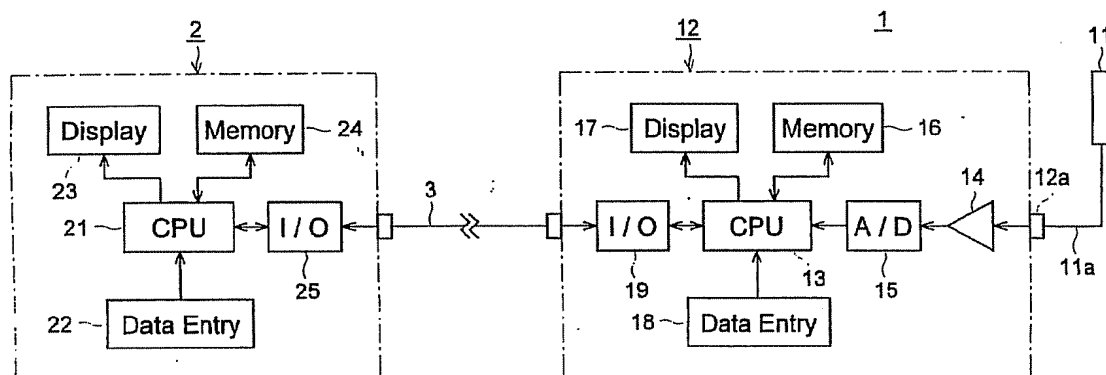 2
12
1
11
Display
Memory
24
23
17
Display
Memory
16
14
12a
21
CPU
I / O
3
I / O
CPU
A / D
25
19
13
15
11a
22
Data Entry
18
Data Entry